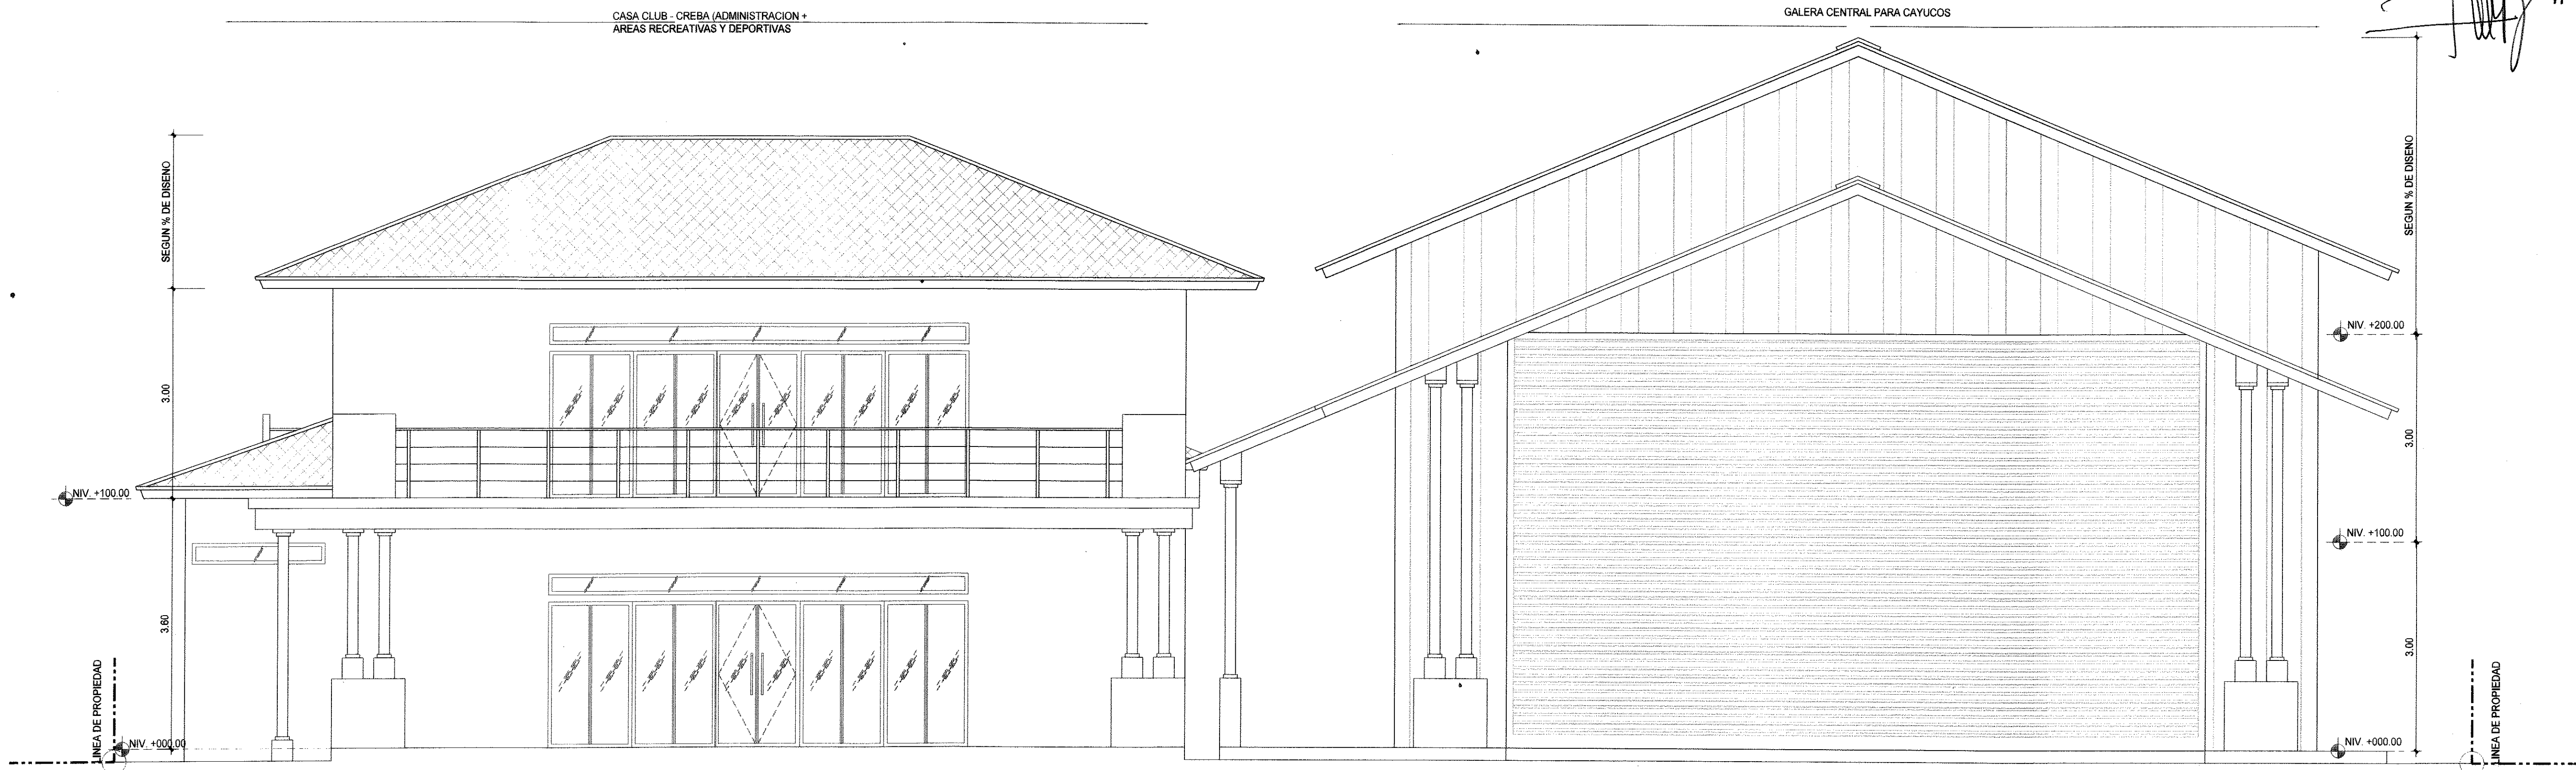 CASA CLUB - CREBA (ADMINISTRACION +
AREAS RECREATIVAS Y DEPORTIVAS
GALERA CENTRAL PARA CAYUCOS
SEGUN % DE DISENO
3.00
NIV. +100.00
3.60
LINEA DE PROPIEDAD
NIV. +000.00
SEGUN % DE DISENO
NIV. +200.00
3.00
NIV. +100.00
3.00
LINEA DE PROPIEDAD
NIV. +000.00